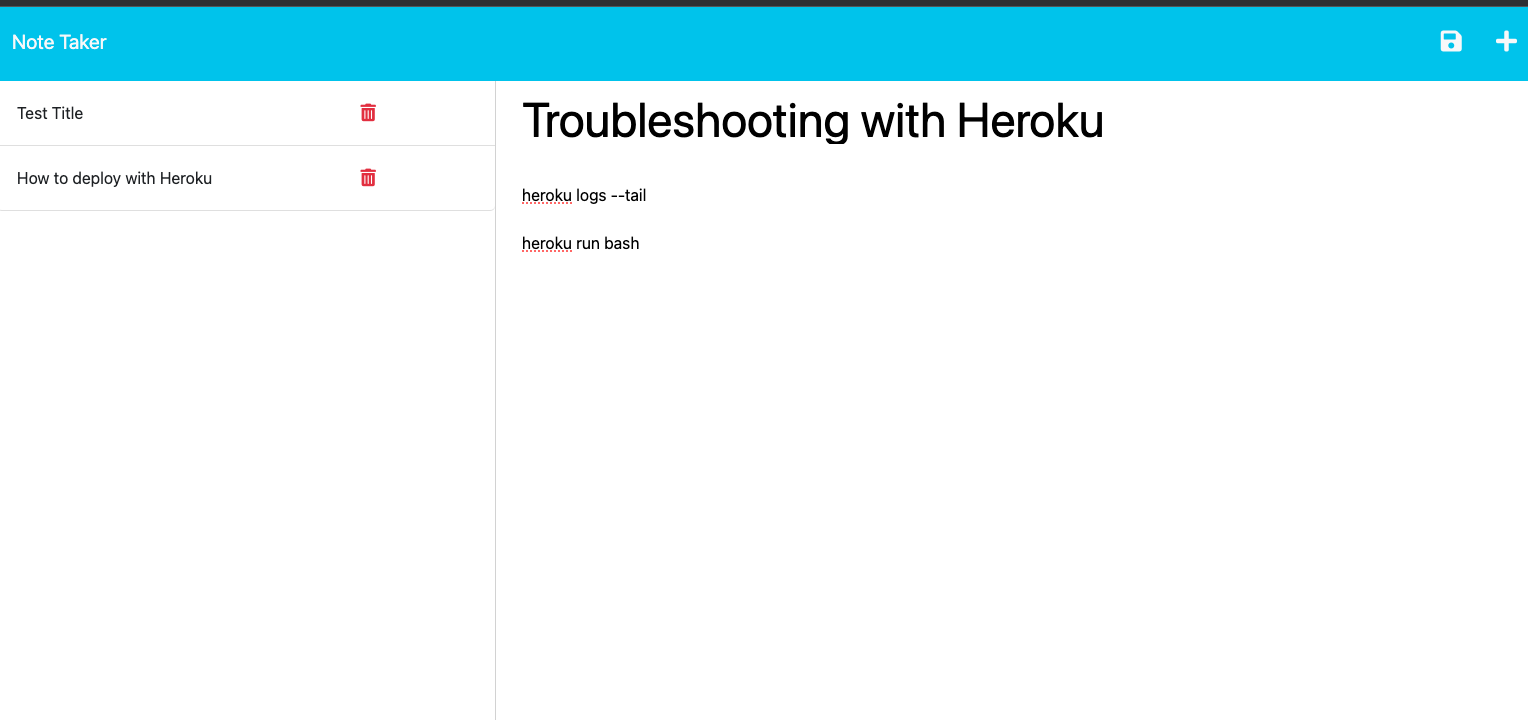 Note Taker
Test Title
How to deploy with Heroku
Troubleshooting with Heroku
heroku logs --tail
heroku run bash